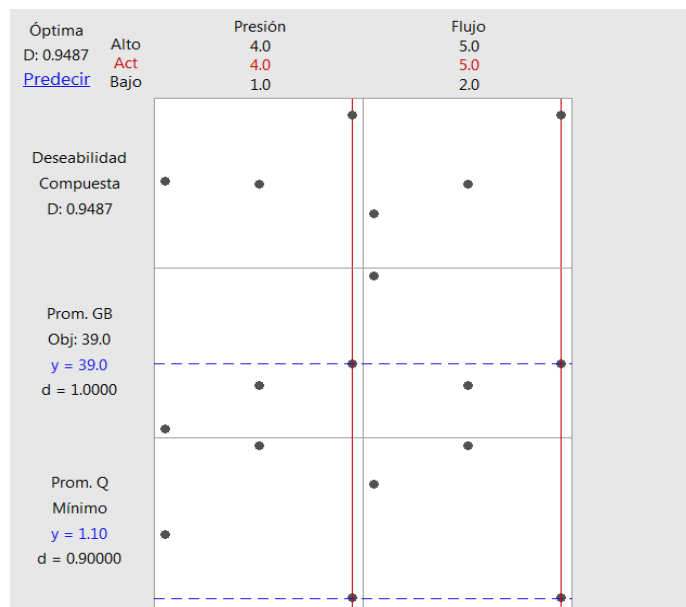 Óptima
D: 0.9487
Predecir
Alto
Act
Bajo
Presión
4.0
4.0
1.0
Flujo
5.0
5.0
2.0
Deseabilidad
Compuesta
D: 0.9487
Prom. GB
Obj: 39.0
y = 39.0
d = 1.0000
Prom. Q
Mínimo
y = 1.10
d = 0.90000